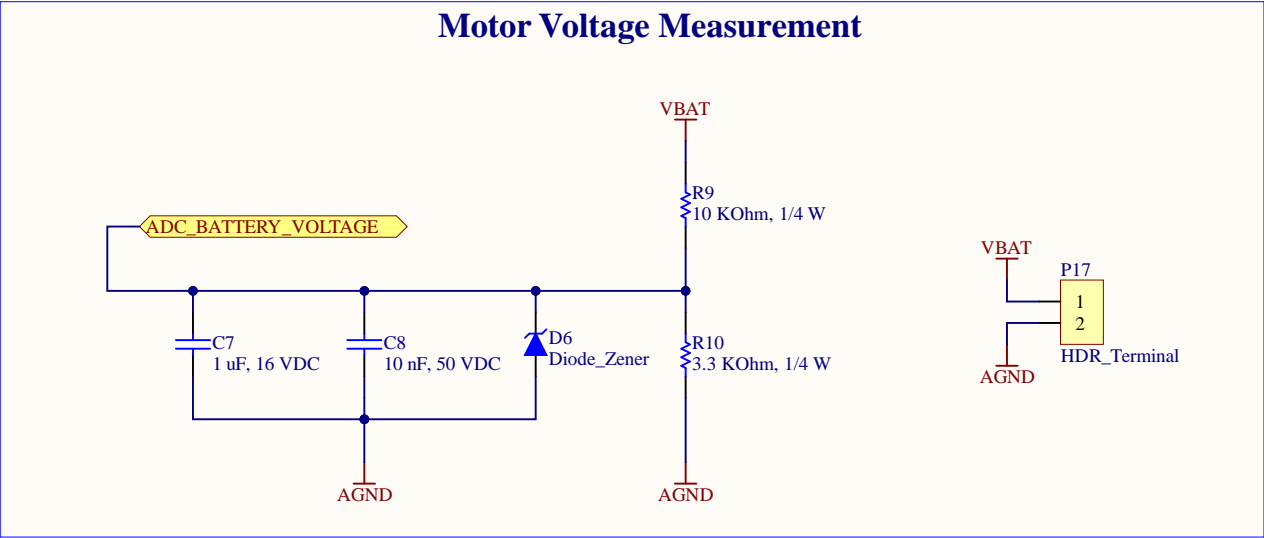 Motor Voltage Measurement
VBAT
R9
10 KOhm, 1/4 W
ADC_BATTERY_VOLTAGE
VBAT
P17
1
2
HDR_Terminal
AGND
C7
1 uF, 16 VDC
C8
10 nF, 50 VDC
D6
Diode_Zener
R10
3.3 KOhm, 1/4 W
AGND
AGND